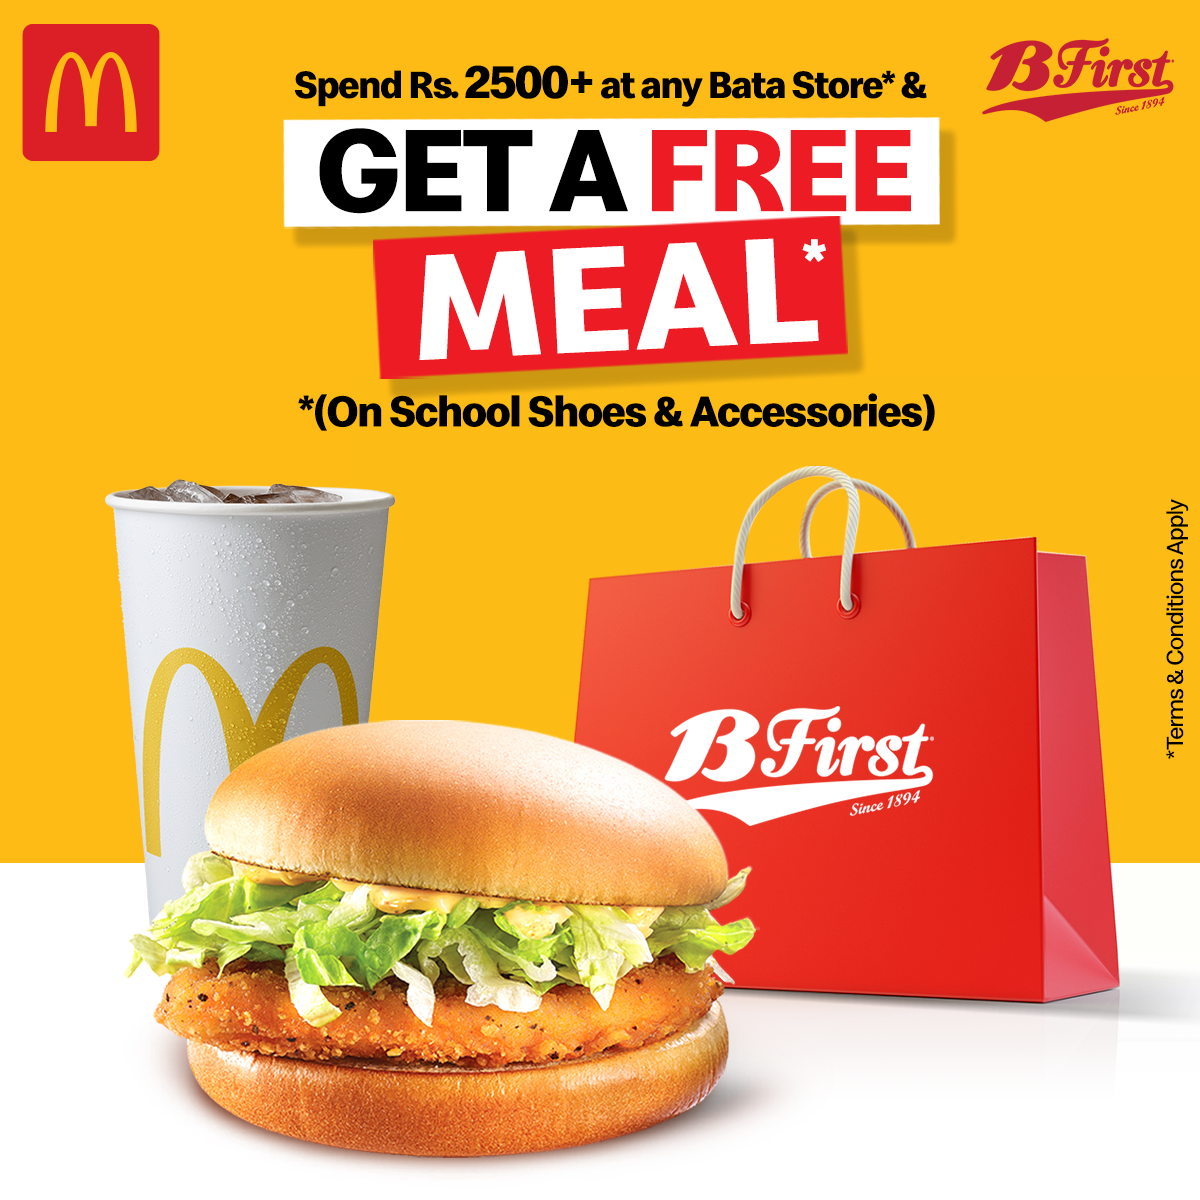 BFirst
Since 1894
Spend Rs. 2500+ at any Bata Store* &
GET A FREE
MEAL*
*(On School Shoes & Accessories)
*Terms & Conditions Apply
BFirst
Since 1894